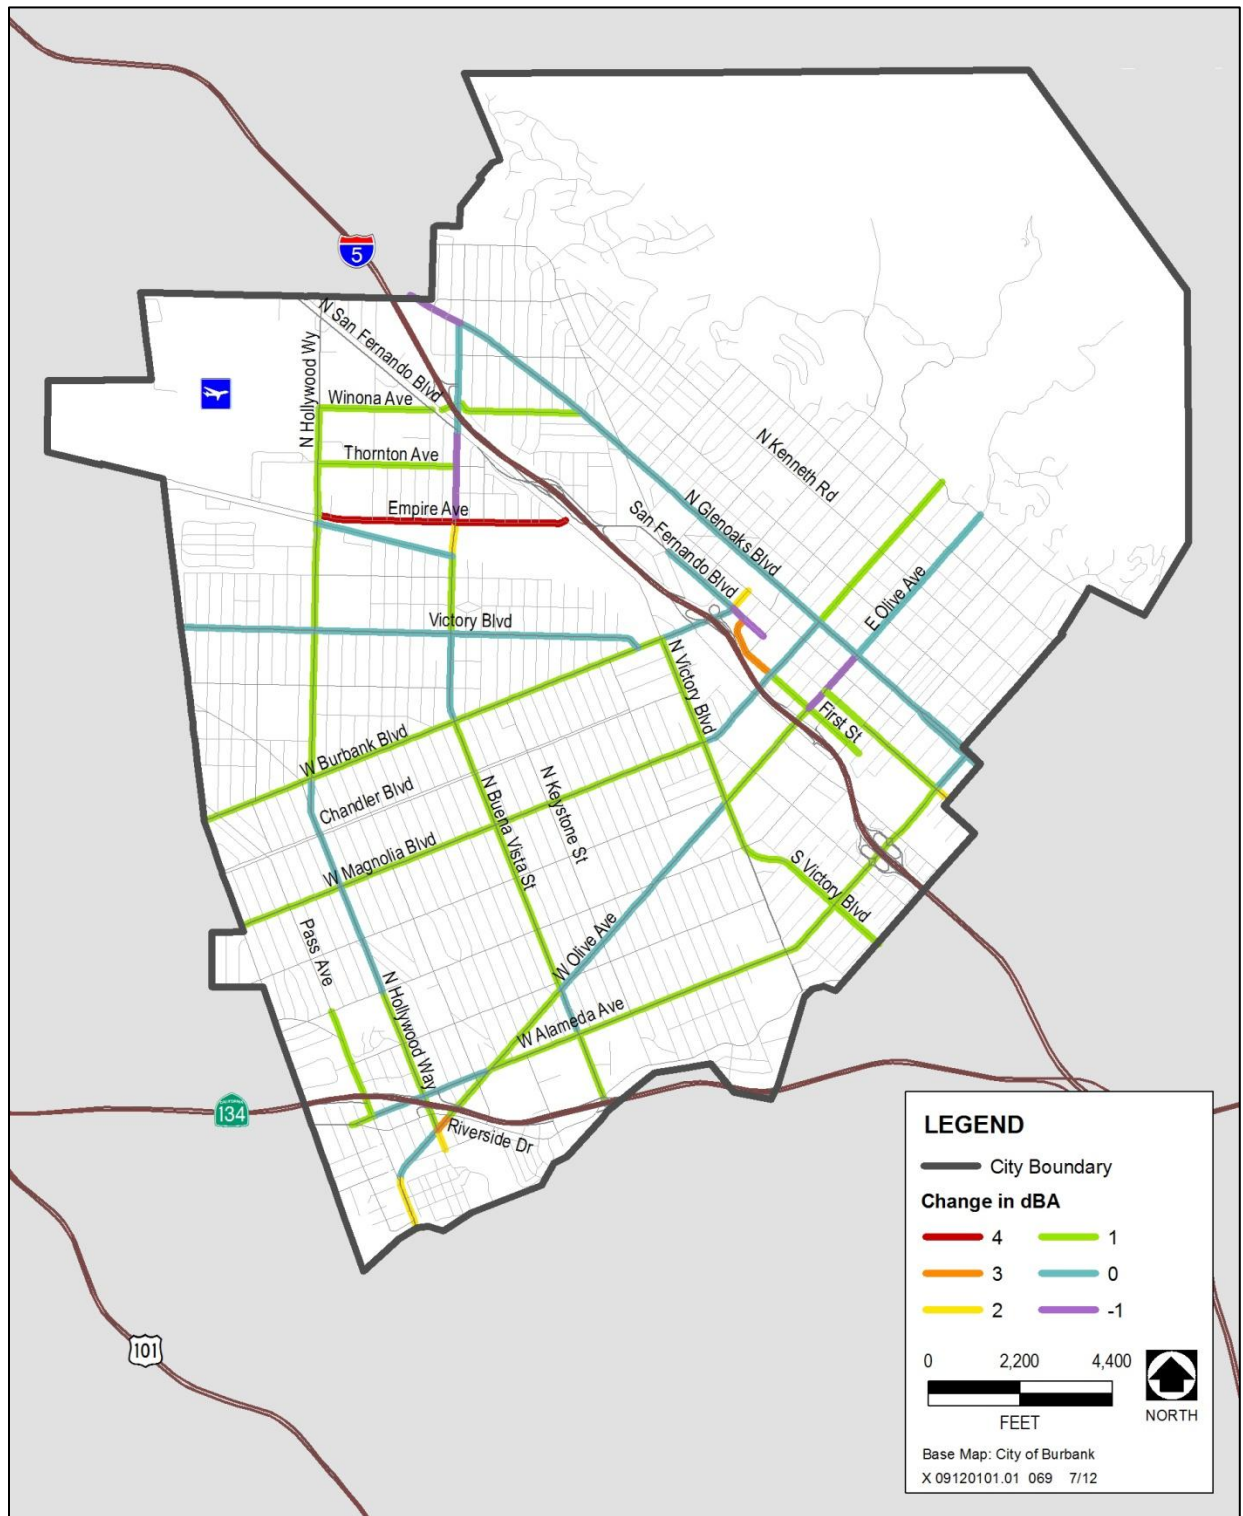 5
N San Fernando Blvd
N Hollywood Wy
Winona Ave
Thornton Ave
Empire Ave
N Kenneth Rd
N Glenoaks Blvd
San Fernando Blvd
E Olive Ave
Victory Blvd
N Victory Blvd
First St
W Burbank Blvd
Chandler Blvd
N Keystone St
N Buena Vista St
W Magnolia Blvd
S Victory Blvd
Pass Ave
W Olive Ave
N Hollywood Way
W Alameda Ave
CALIFORNIA
134
Riverside Dr
101
LEGEND
City Boundary
Change in dBA
4 1
3 0
2 -1
0 2,200 4,400
FEET
NORTH
Base Map: City of Burbank
X 09120101.01 069 7/12